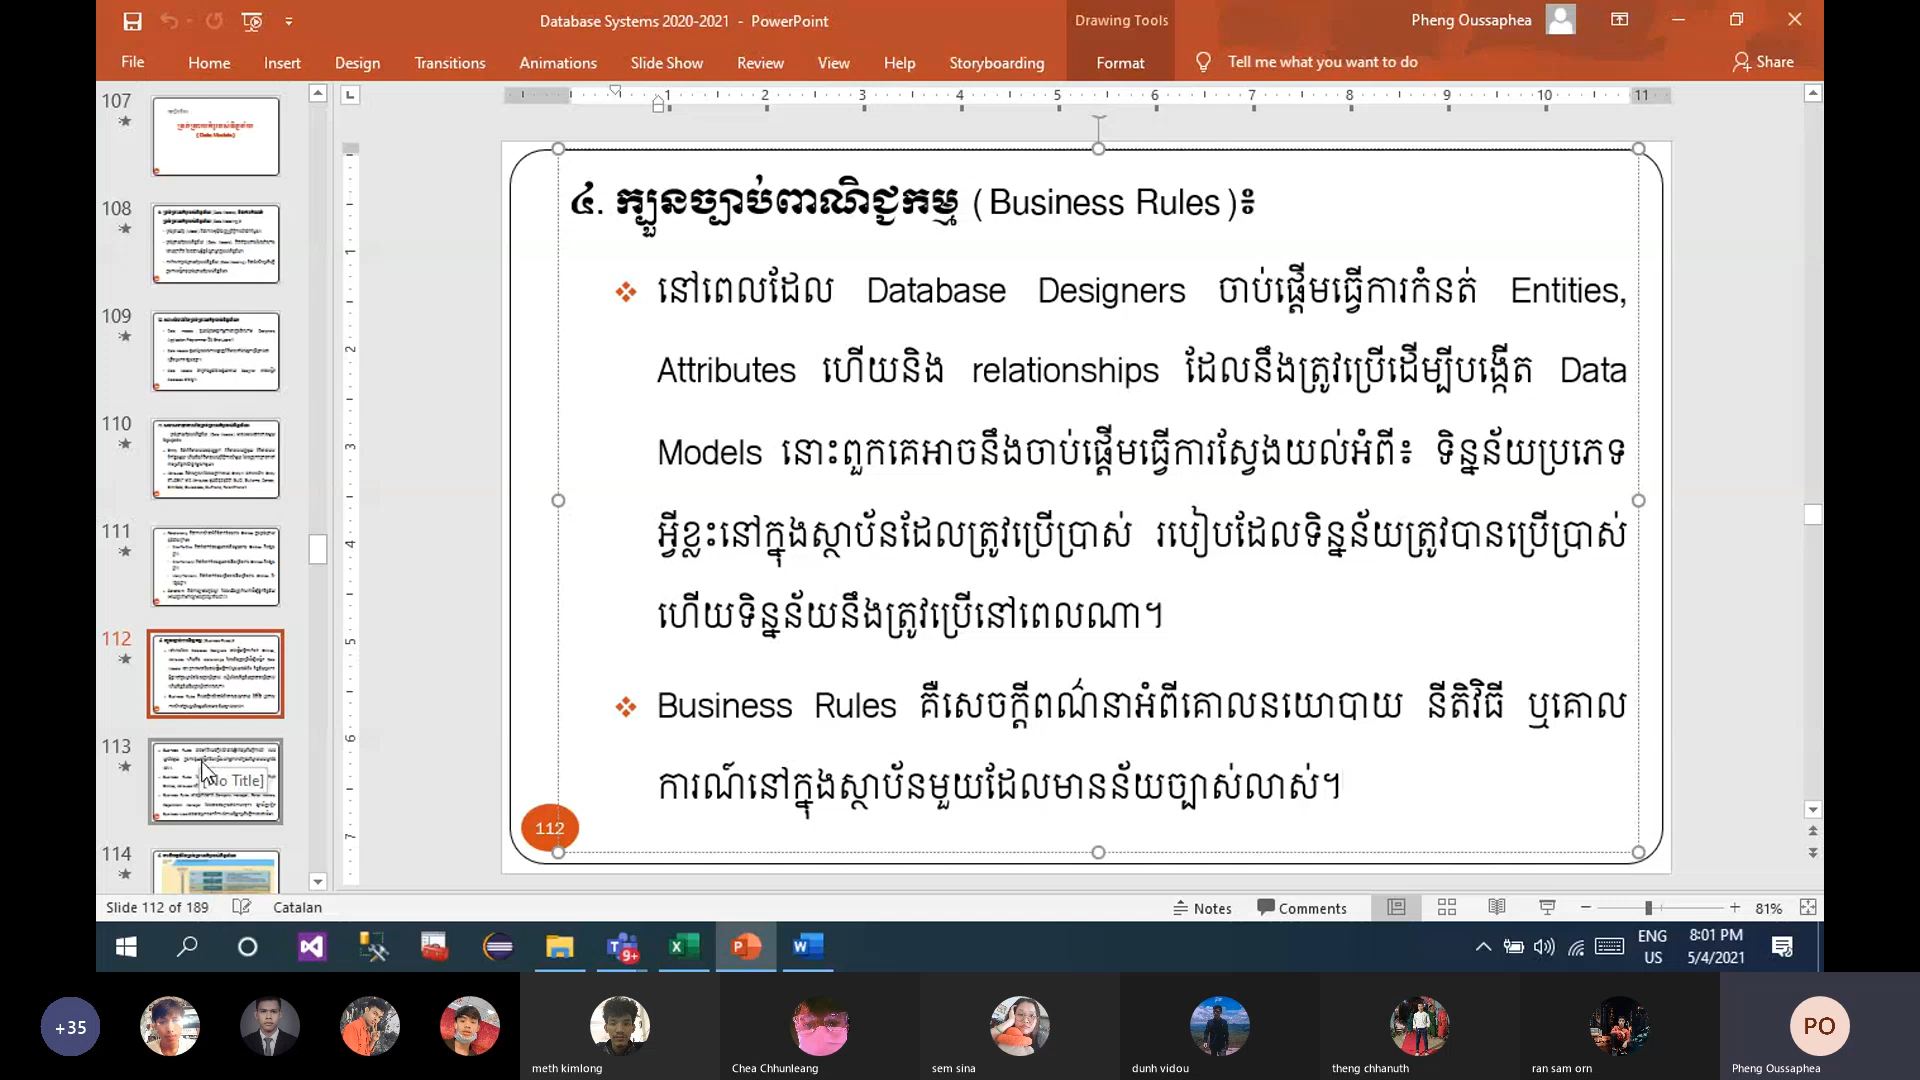 Database Systems 2020-2021 - PowerPoint
Drawing Tools
Pheng Oussaphea
File Home Insert Design Transitions Animations Slide Show Review View Help Storyboarding Format Tell me what you want to do Share
107
108
109
110
111
112
113
114
[No Title]
៤. ក្បួនច្បាប់ពាណិជ្ជកម្ម (Business Rules)៖
នៅពេលដែល Database Designers ចាប់ផ្ដើមធ្វើការកំនត់ Entities,
Attributes ហើយនិង relationships ដែលនឹងត្រូវប្រើដើម្បីបង្កើត Data
Models នោះពួកគេអាចនឹងចាប់ផ្ដើមធ្វើការស្វែងយល់អំពី៖ ទិន្នន័យប្រភេទ
អ្វីខ្លះនៅក្នុងស្ថាប័នដែលត្រូវប្រើប្រាស់ របៀបដែលទិន្នន័យត្រូវបានប្រើប្រាស់
ហើយទិន្នន័យនឹងត្រូវប្រើនៅពេលណា។
Business Rules គឺសេចក្ដីពណ៌នាអំពីគោលនយោបាយ នីតិវិធី ឬគោល
ការណ៍នៅក្នុងស្ថាប័នមួយដែលមានន័យច្បាស់លាស់។
112
Slide 112 of 189 Catalan Notes Comments 81%
ENG
US
8:01 PM
5/4/2021
+35
meth kimlong
Chea Chhunleang
sem sina
dunh vidou
theng chhanuth
ran sam orn
PO
Pheng Oussaphea